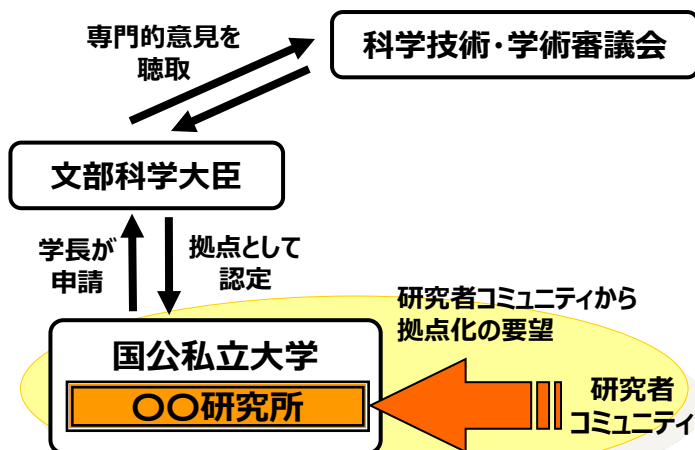 専門的意見を
聴取
科学技術・学術審議会
文部科学大臣
学長が
申請
拠点として
認定
研究者コミュニティから
拠点化の要望
国公私立大学
〇〇研究所
研究者
コミュニティ